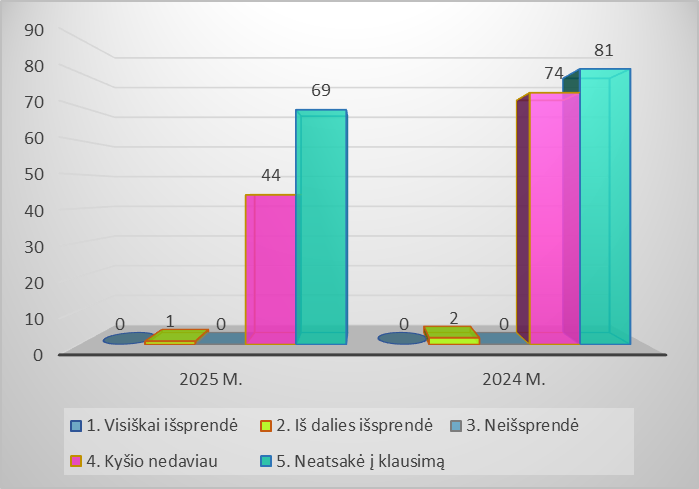 90
80
70
60
50
40
30
20
10
0
0 1 0 44 69
0 2 0 74 81
2025 M. 2024 M.
1. Visiškai išsprendė 2. Iš dalies išsprendė 3. Neišsprendė
4. Kyšio nedaviau 5. Neatsakė į klausimą